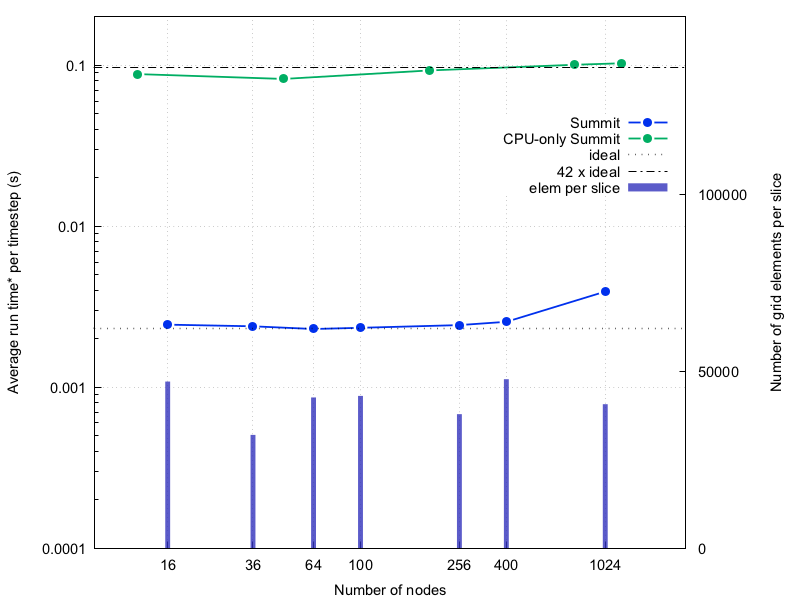 0.1
0.01
0.001
0.0001
Average run time* per timestep (s)
Summit
CPU-only Summit
ideal
42 x ideal
elem per slice
100000
50000
0
Number of grid elements per slice
16 36 64 100 256 400 1024
Number of nodes